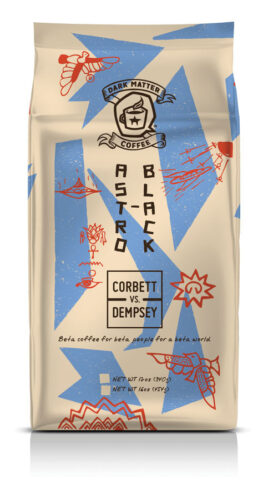 DARK MATTER
COFFEE
ASTRO-
BLACK
CORBETT
VS.
DEMPSEY
Beta coffee for beta people for a beta world
NET WT 12oz (340g)
NET WT 16oz (454g)